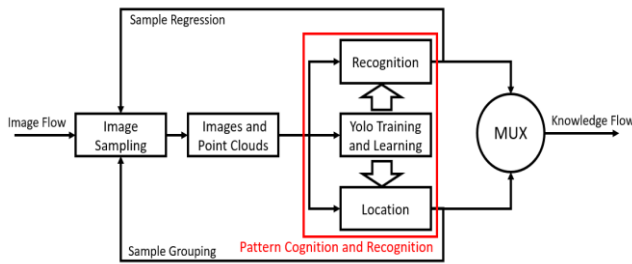 Sample Regression
Recognition
Image Flow
Image
Sampling
Images and
Point Clouds
Yolo Training
and Learning
MUX
Knowledge Flow
Location
Pattern Cognition and Recognition
Sample Grouping